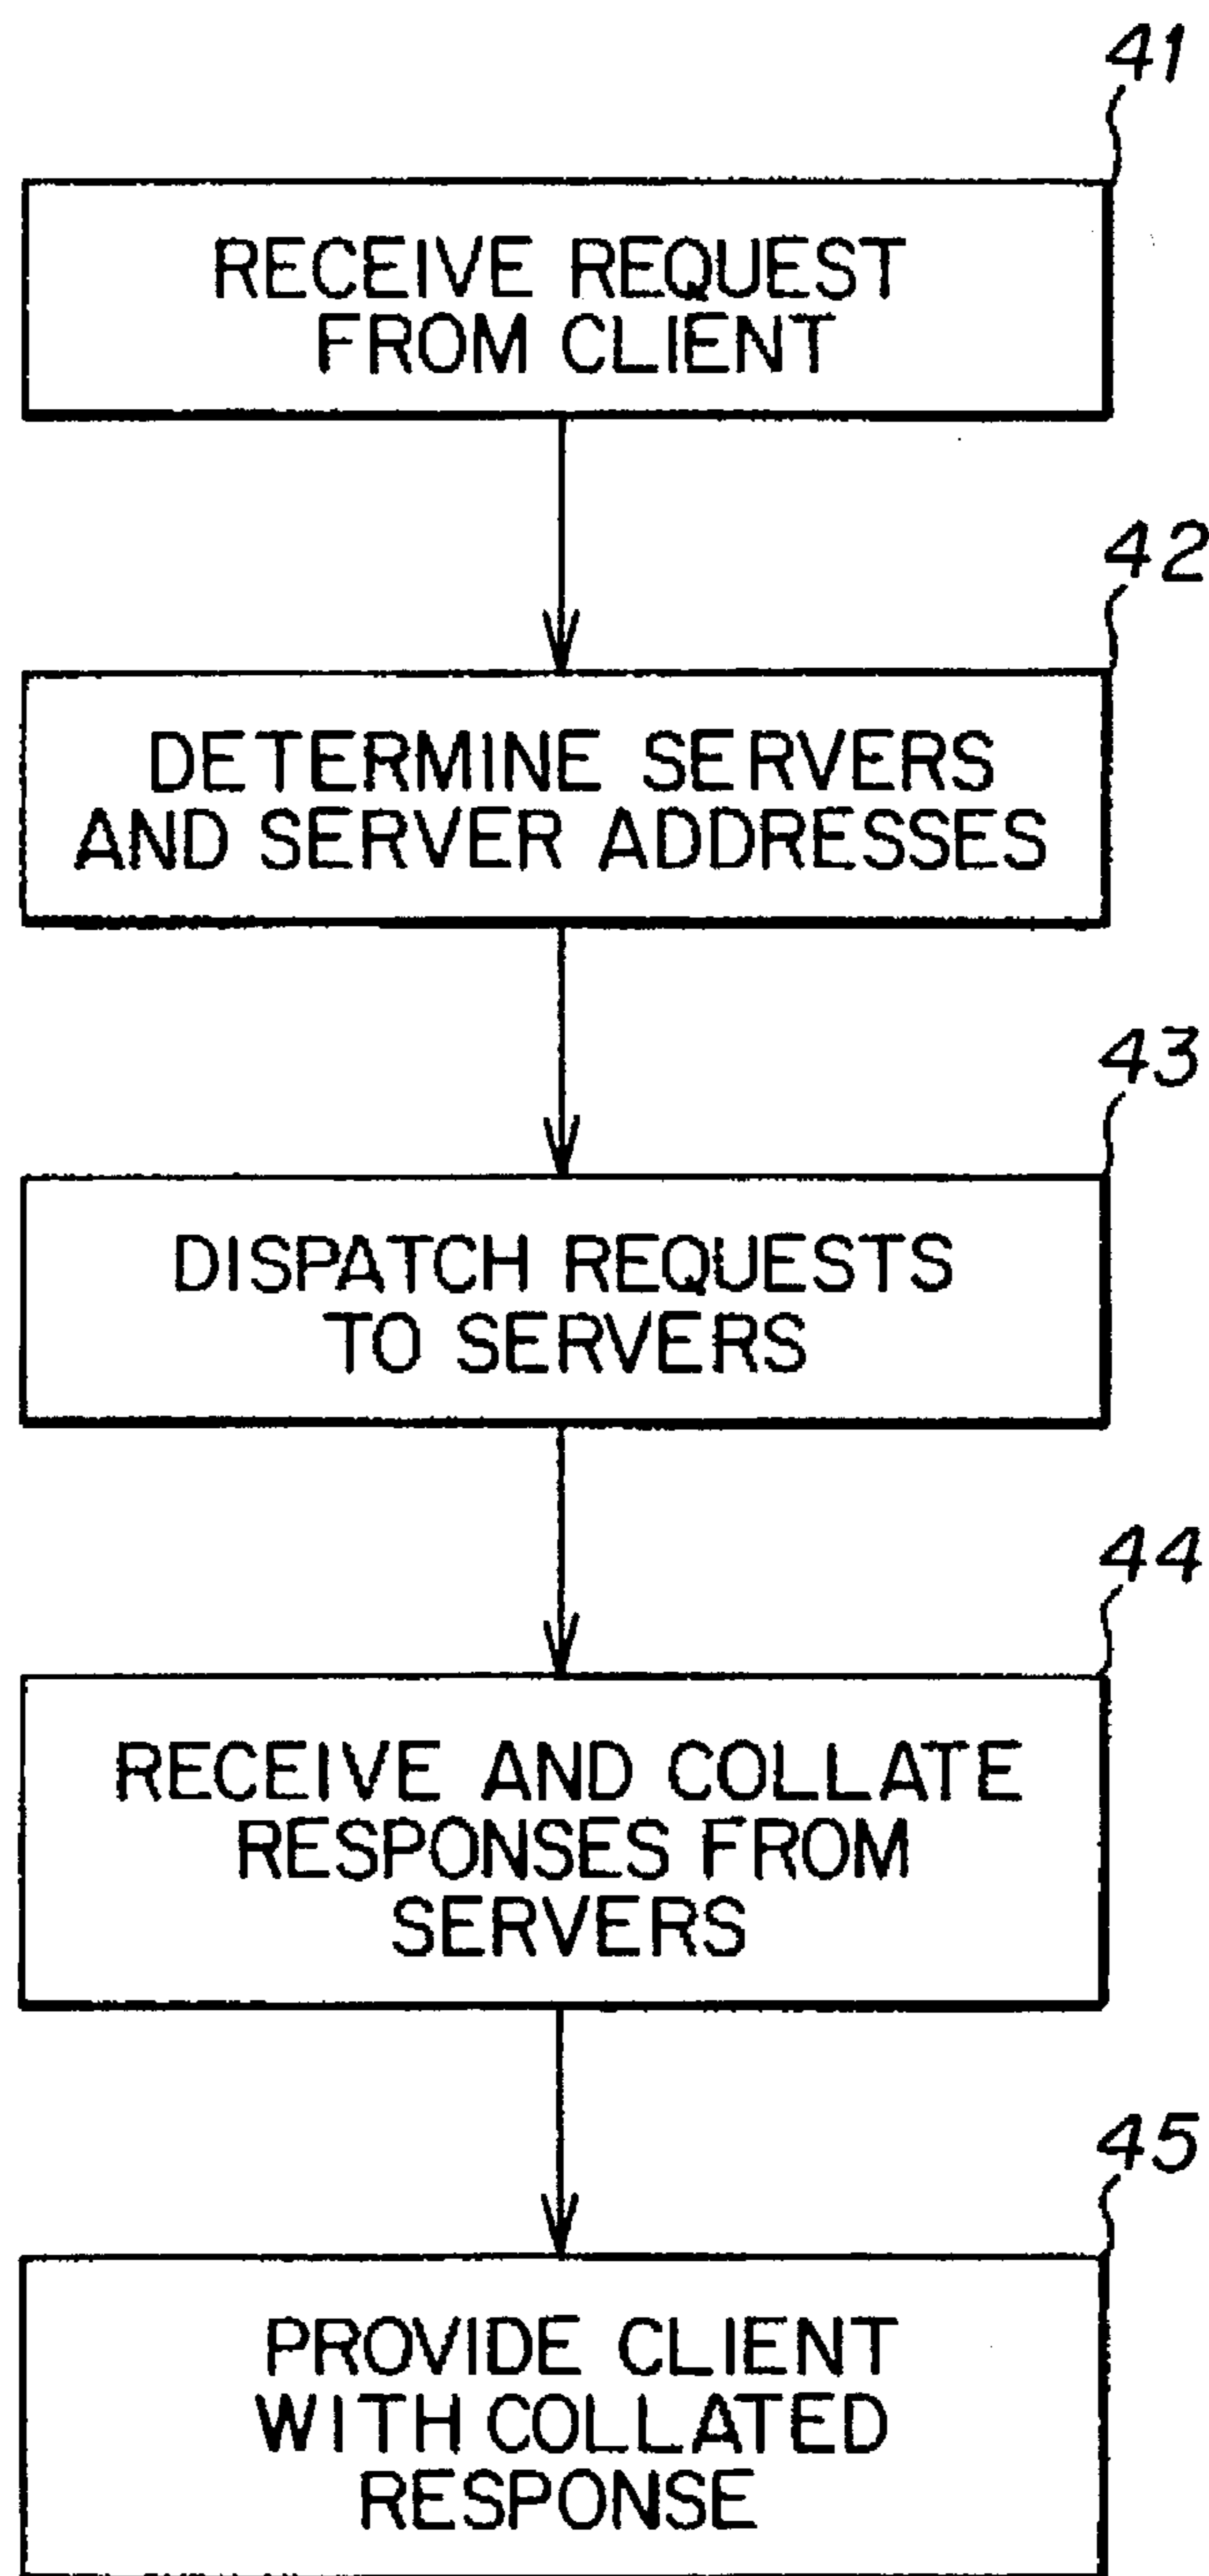 41
RECEIVE REQUEST
FROM CLIENT
42
DETERMINE SERVERS
AND SERVER ADDRESSES
43
DISPATCH REQUESTS
TO SERVERS
44
RECEIVE AND COLLATE
RESPONSES FROM
SERVERS
45
PROVIDE CLIENT
WITH COLLATED
RESPONSE